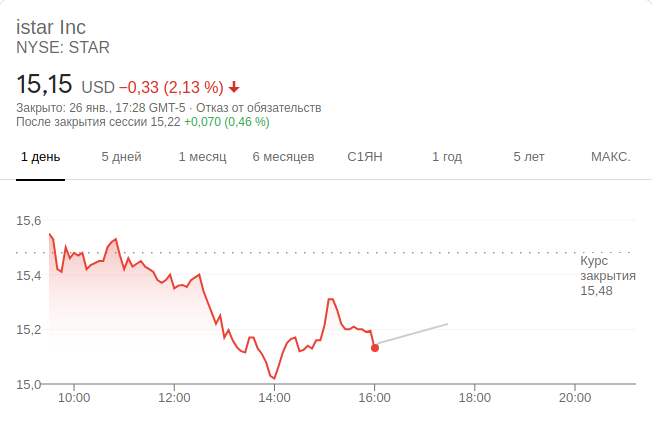 istar Inc
NYSE: STAR
15,15 USD −0,33 (2,13 %)
Закрыто: 26 янв., 17:28 GMT-5 · Отказ от обязательств
После закрытия сессии 15,22 +0,070 (0,46 %)
1 день 5 дней 1 месяц 6 месяцев С1ЯН 1 год 5 лет МАКС.
15,6
15,4
15,2
15,0
Курс
закрытия
15,48
10:00 12:00 14:00 16:00 18:00 20:00